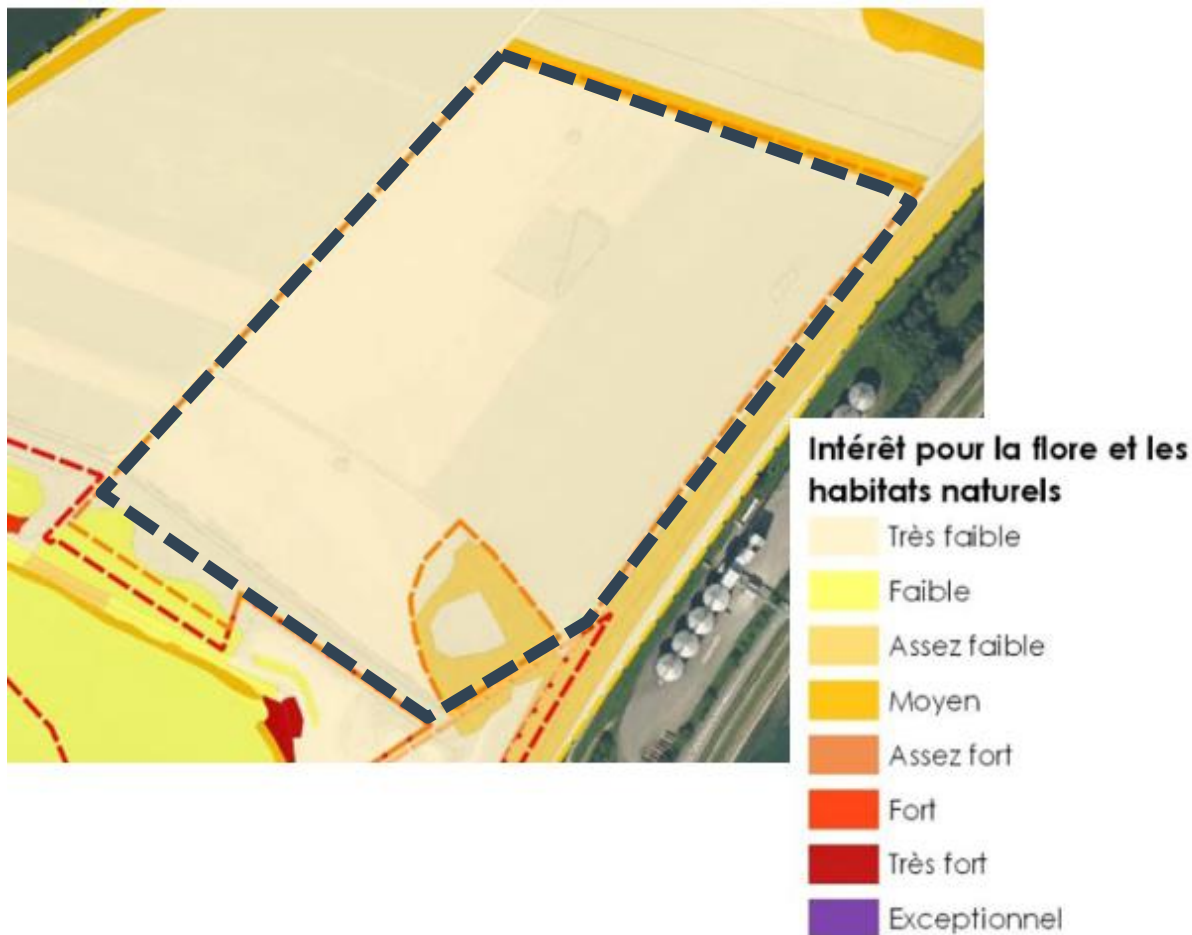 Intérêt pour la flore et les
habitats naturels
Très faible
Faible
Assez faible
Moyen
Assez fort
Fort
Très fort
Exceptionnel